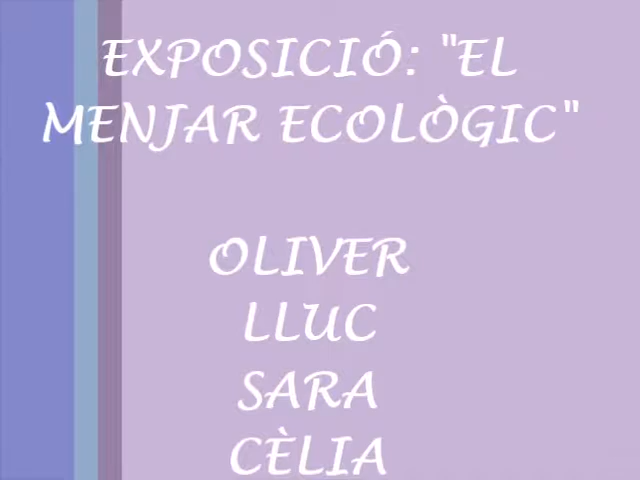 EXPOSICIÓ: "EL
MENJAR ECOLÒGIC"
OLIVER
LLUC
SARA
CÈLIA